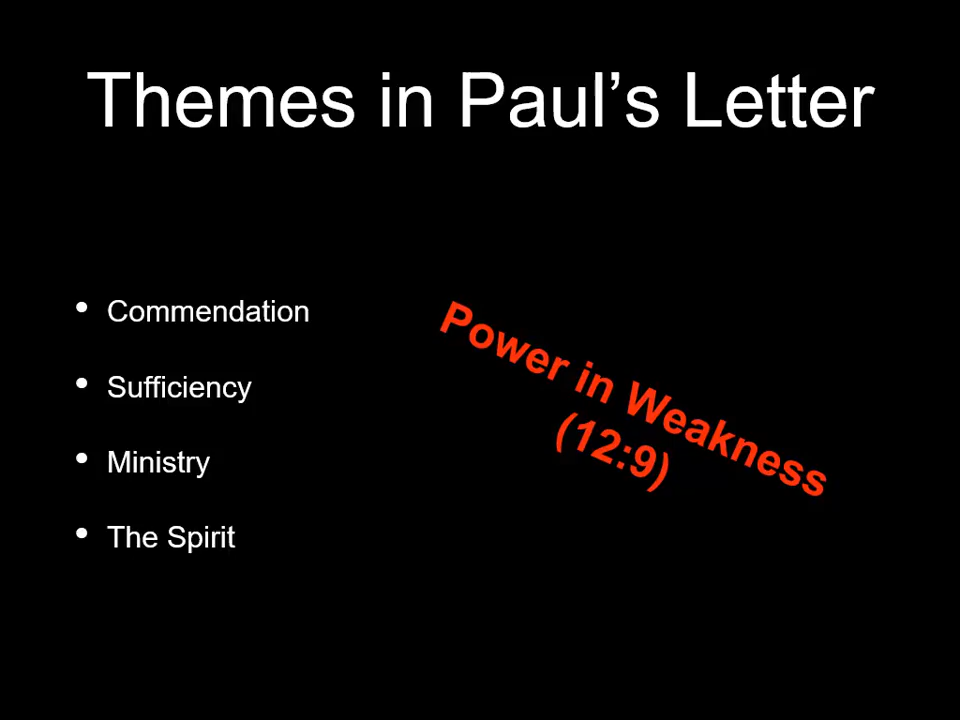 Themes in Paul’s Letter
• Commendation
• Sufficiency
• Ministry
• The Spirit
Power in Weakness
(12:9)